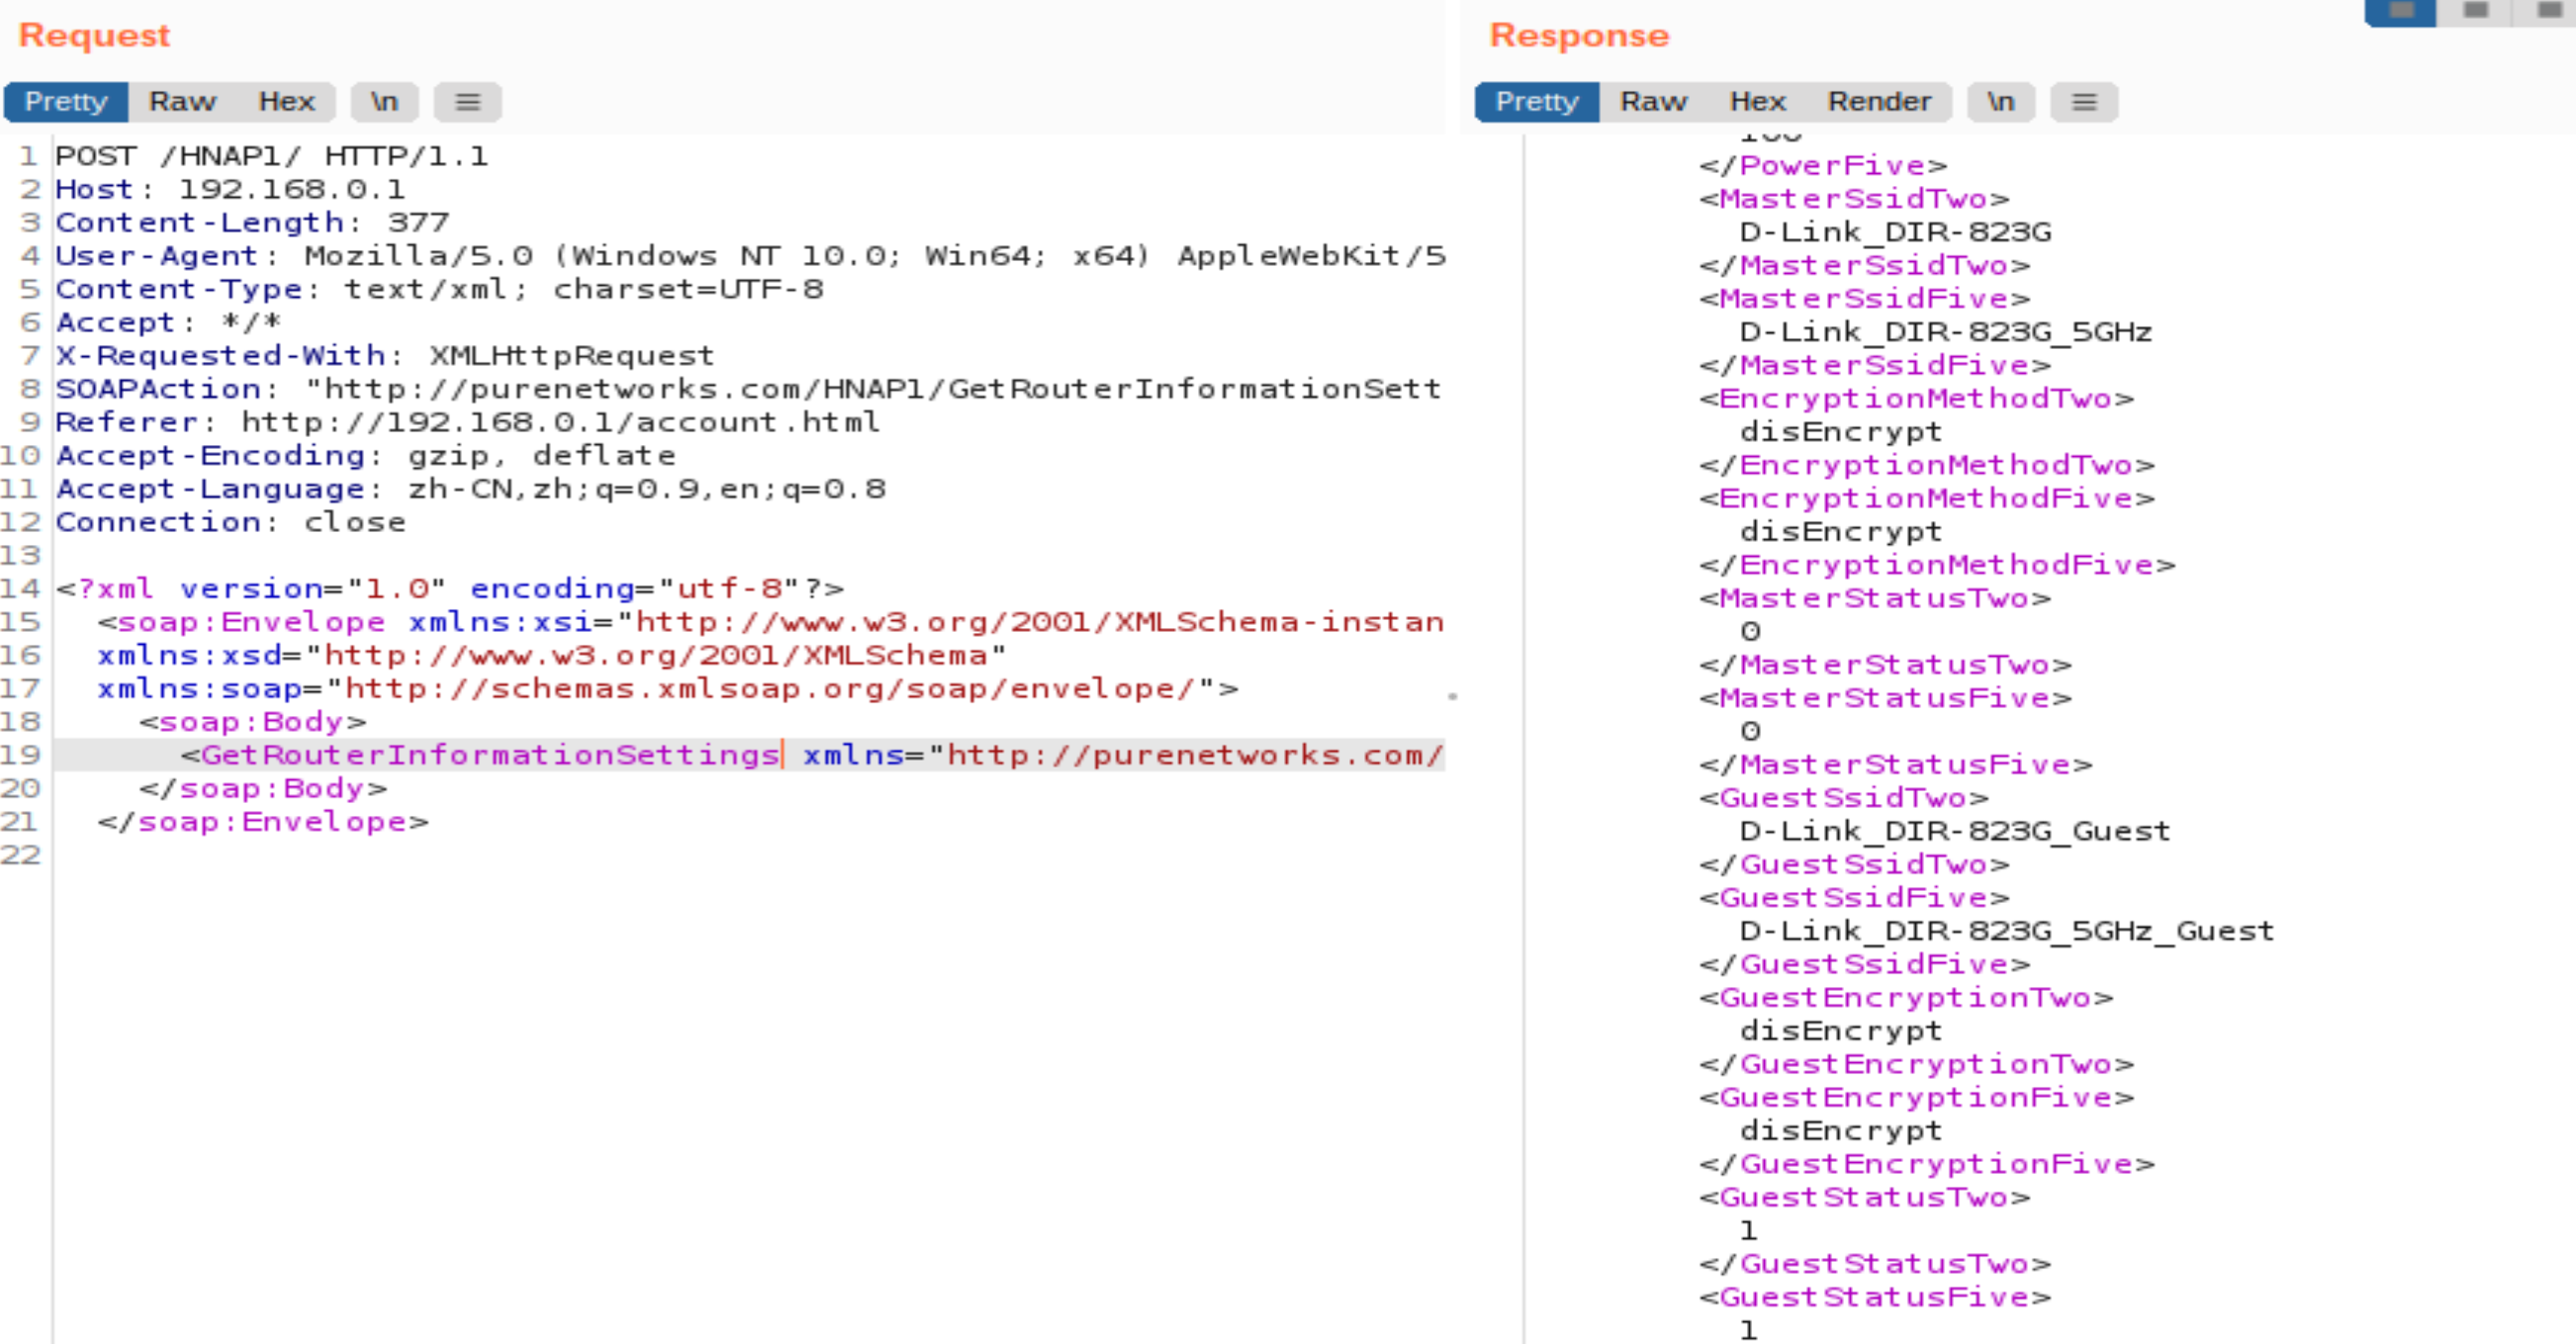 Request
Pretty Raw Hex \n ≡
1 POST /HNAP1/ HTTP/1.1
2 Host: 192.168.0.1
3 Content-Length: 377
4 User-Agent: Mozilla/5.0 (Windows NT 10.0; Win64; x64) AppleWebKit/5
5 Content-Type: text/xml; charset=UTF-8
6 Accept: */*
7 X-Requested-With: XMLHttpRequest
8 SOAPAction: "http://purenetworks.com/HNAP1/GetRouterInformationSett
9 Referer: http://192.168.0.1/account.html
10 Accept-Encoding: gzip, deflate
11 Accept-Language: zh-CN,zh;q=0.9,en;q=0.8
12 Connection: close
13
14 <?xml version="1.0" encoding="utf-8"?>
15 <soap:Envelope xmlns:xsi="http://www.w3.org/2001/XMLSchema-instan
16 xmlns:xsd="http://www.w3.org/2001/XMLSchema"
17 xmlns:soap="http://schemas.xmlsoap.org/soap/envelope/">
18 <soap:Body>
19 <GetRouterInformationSettings xmlns="http://purenetworks.com/
20 </soap:Body>
21 </soap:Envelope>
22
Response
Pretty Raw Hex Render \n ≡
</PowerFive>
<MasterSsidTwo>
D-Link_DIR-823G
</MasterSsidTwo>
<MasterSsidFive>
D-Link_DIR-823G_5GHz
</MasterSsidFive>
<EncryptionMethodTwo>
disEncrypt
</EncryptionMethodTwo>
<EncryptionMethodFive>
disEncrypt
</EncryptionMethodFive>
<MasterStatusTwo>
0
</MasterStatusTwo>
<MasterStatusFive>
0
</MasterStatusFive>
<GuestSsidTwo>
D-Link_DIR-823G_Guest
</GuestSsidTwo>
<GuestSsidFive>
D-Link_DIR-823G_5GHz_Guest
</GuestSsidFive>
<GuestEncryptionTwo>
disEncrypt
</GuestEncryptionTwo>
<GuestEncryptionFive>
disEncrypt
</GuestEncryptionFive>
<GuestStatusTwo>
1
</GuestStatusTwo>
<GuestStatusFive>
1